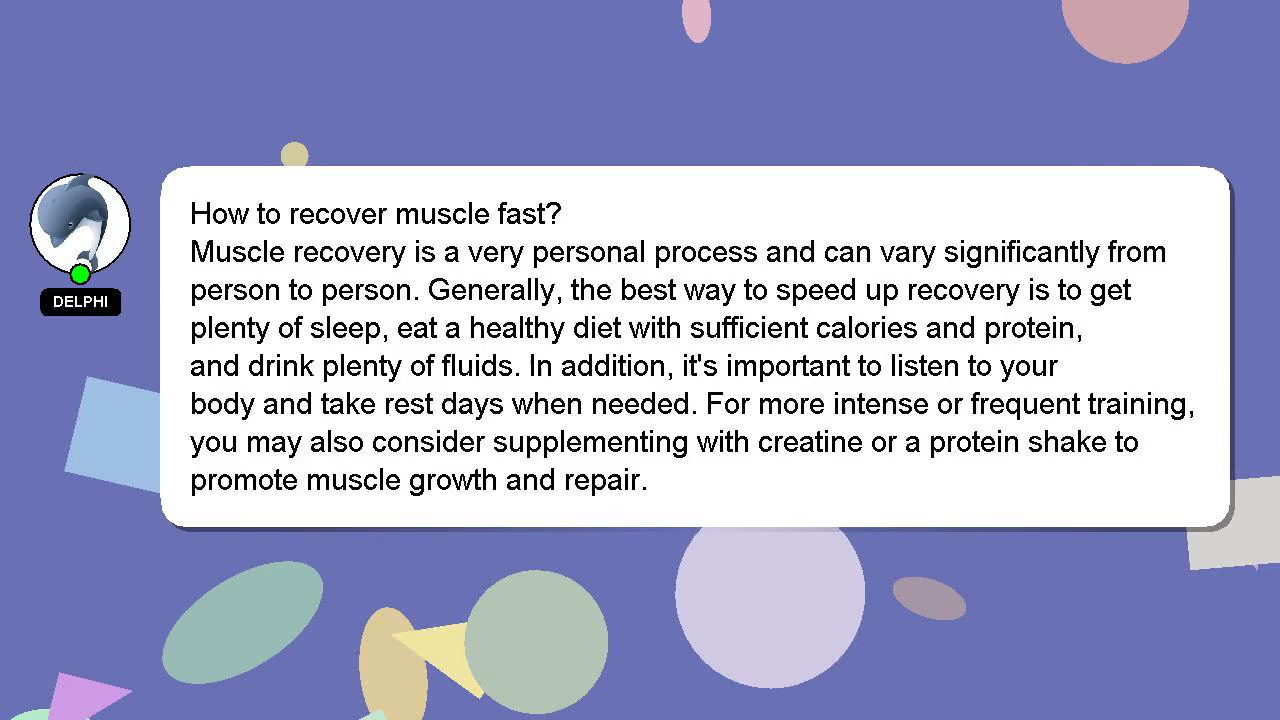 How to recover muscle fast?
Muscle recovery is a very personal process and can vary significantly from
person to person. Generally, the best way to speed up recovery is to get
plenty of sleep, eat a healthy diet with sufficient calories and protein,
and drink plenty of fluids. In addition, it's important to listen to your
body and take rest days when needed. For more intense or frequent training,
you may also consider supplementing with creatine or a protein shake to
promote muscle growth and repair.
DELPHI